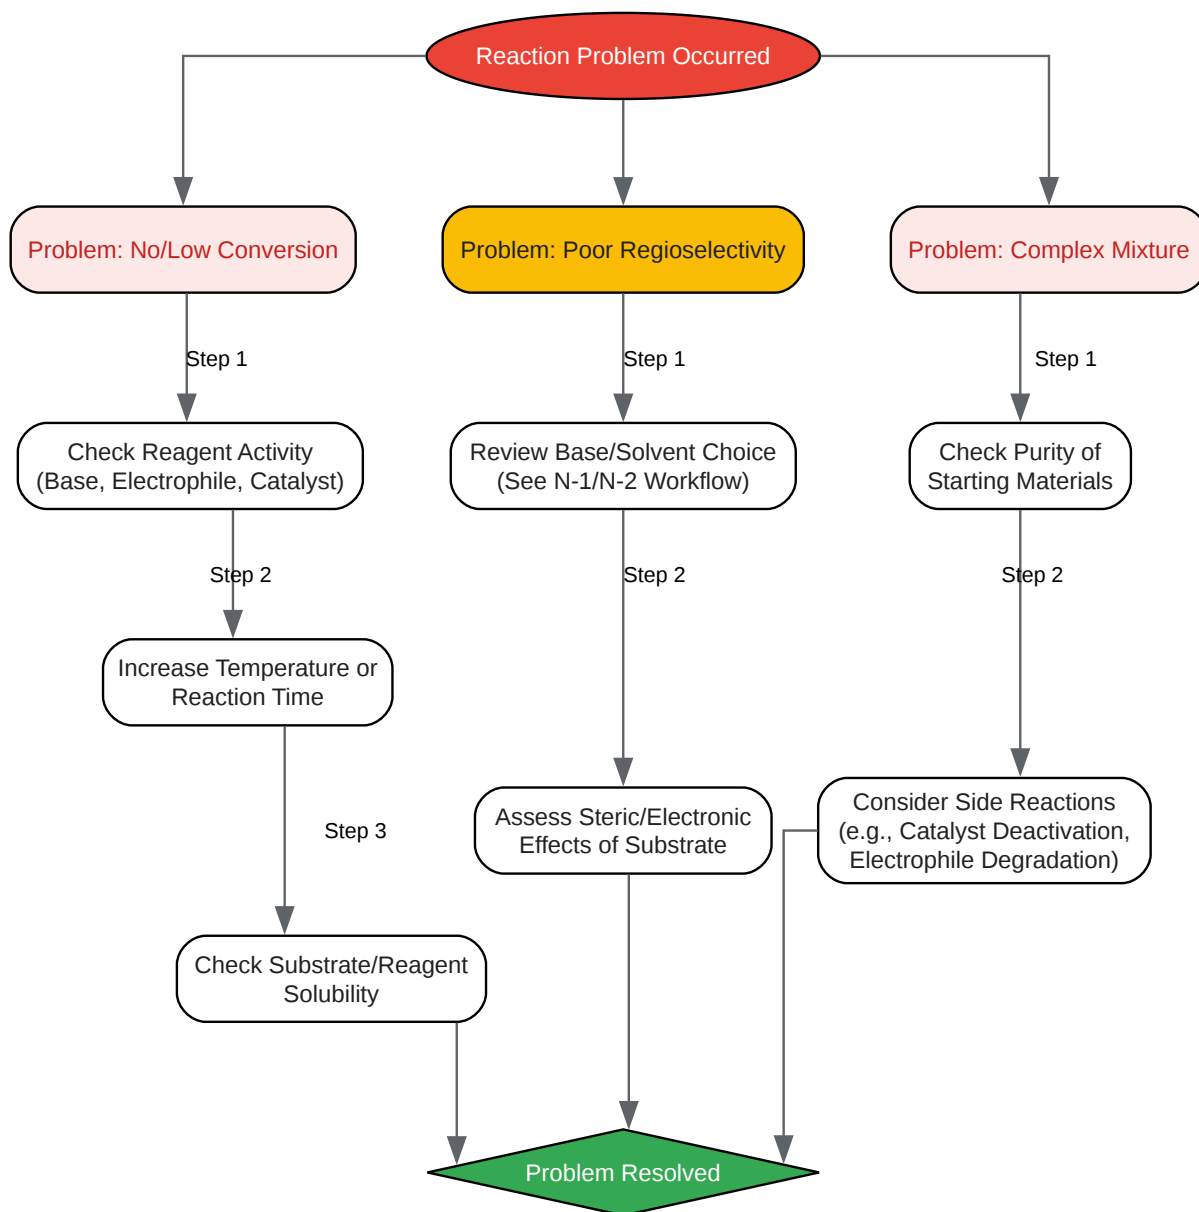 Reaction Problem Occurred
Problem: No/Low Conversion
Problem: Poor Regioselectivity
Problem: Complex Mixture
Step 1
Step 1
Step 1
Check Reagent Activity
(Base, Electrophile, Catalyst)
Review Base/Solvent Choice
(See N-1/N-2 Workflow)
Check Purity of
Starting Materials
Step 2
Step 2
Step 2
Increase Temperature or
Reaction Time
Step 3
Assess Steric/Electronic
Effects of Substrate
Consider Side Reactions
(e.g., Catalyst Deactivation,
Electrophile Degradation)
Check Substrate/Reagent
Solubility
Problem Resolved